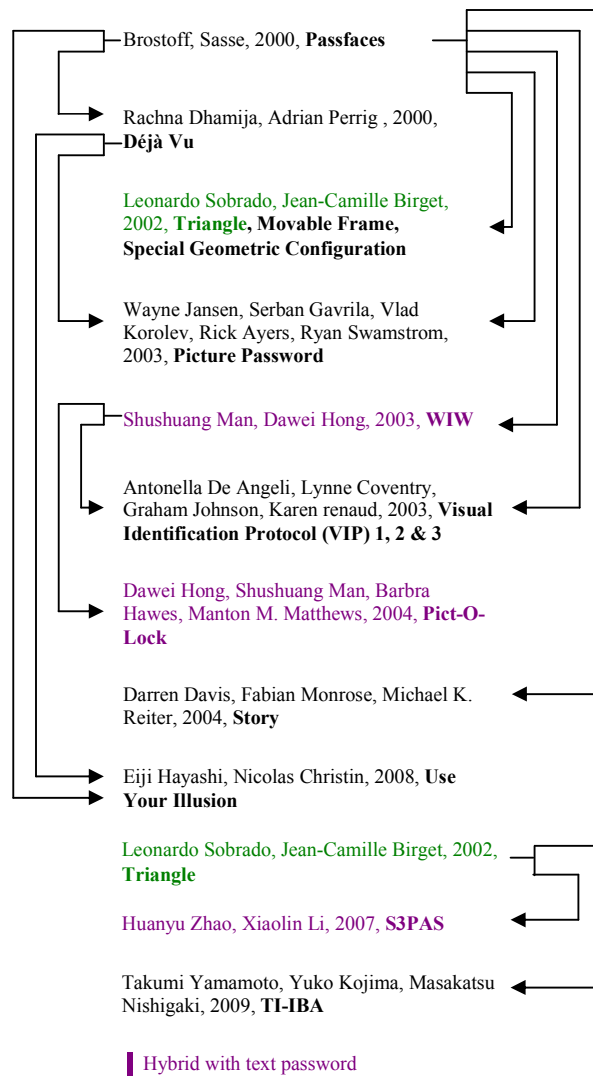 Brostoff, Sasse, 2000, Passfaces
Rachna Dhamija, Adrian Perrig , 2000,
Déjà Vu
Leonardo Sobrado, Jean-Camille Birget,
2002, Triangle, Movable Frame,
Special Geometric Configuration
Wayne Jansen, Serban Gavrila, Vlad
Korolev, Rick Ayers, Ryan Swamstrom,
2003, Picture Password
Shushuang Man, Dawei Hong, 2003, WIW
Antonella De Angeli, Lynne Coventry,
Graham Johnson, Karen renaud, 2003, Visual
Identification Protocol (VIP) 1, 2 & 3
Dawei Hong, Shushuang Man, Barbra
Hawes, Manton M. Matthews, 2004, Pict-O-
Lock
Darren Davis, Fabian Monrose, Michael K.
Reiter, 2004, Story
Eiji Hayashi, Nicolas Christin, 2008, Use
Your Illusion
Leonardo Sobrado, Jean-Camille Birget, 2002,
Triangle
Huanyu Zhao, Xiaolin Li, 2007, S3PAS
Takumi Yamamoto, Yuko Kojima, Masakatsu
Nishigaki, 2009, TI-IBA
Hybrid with text password